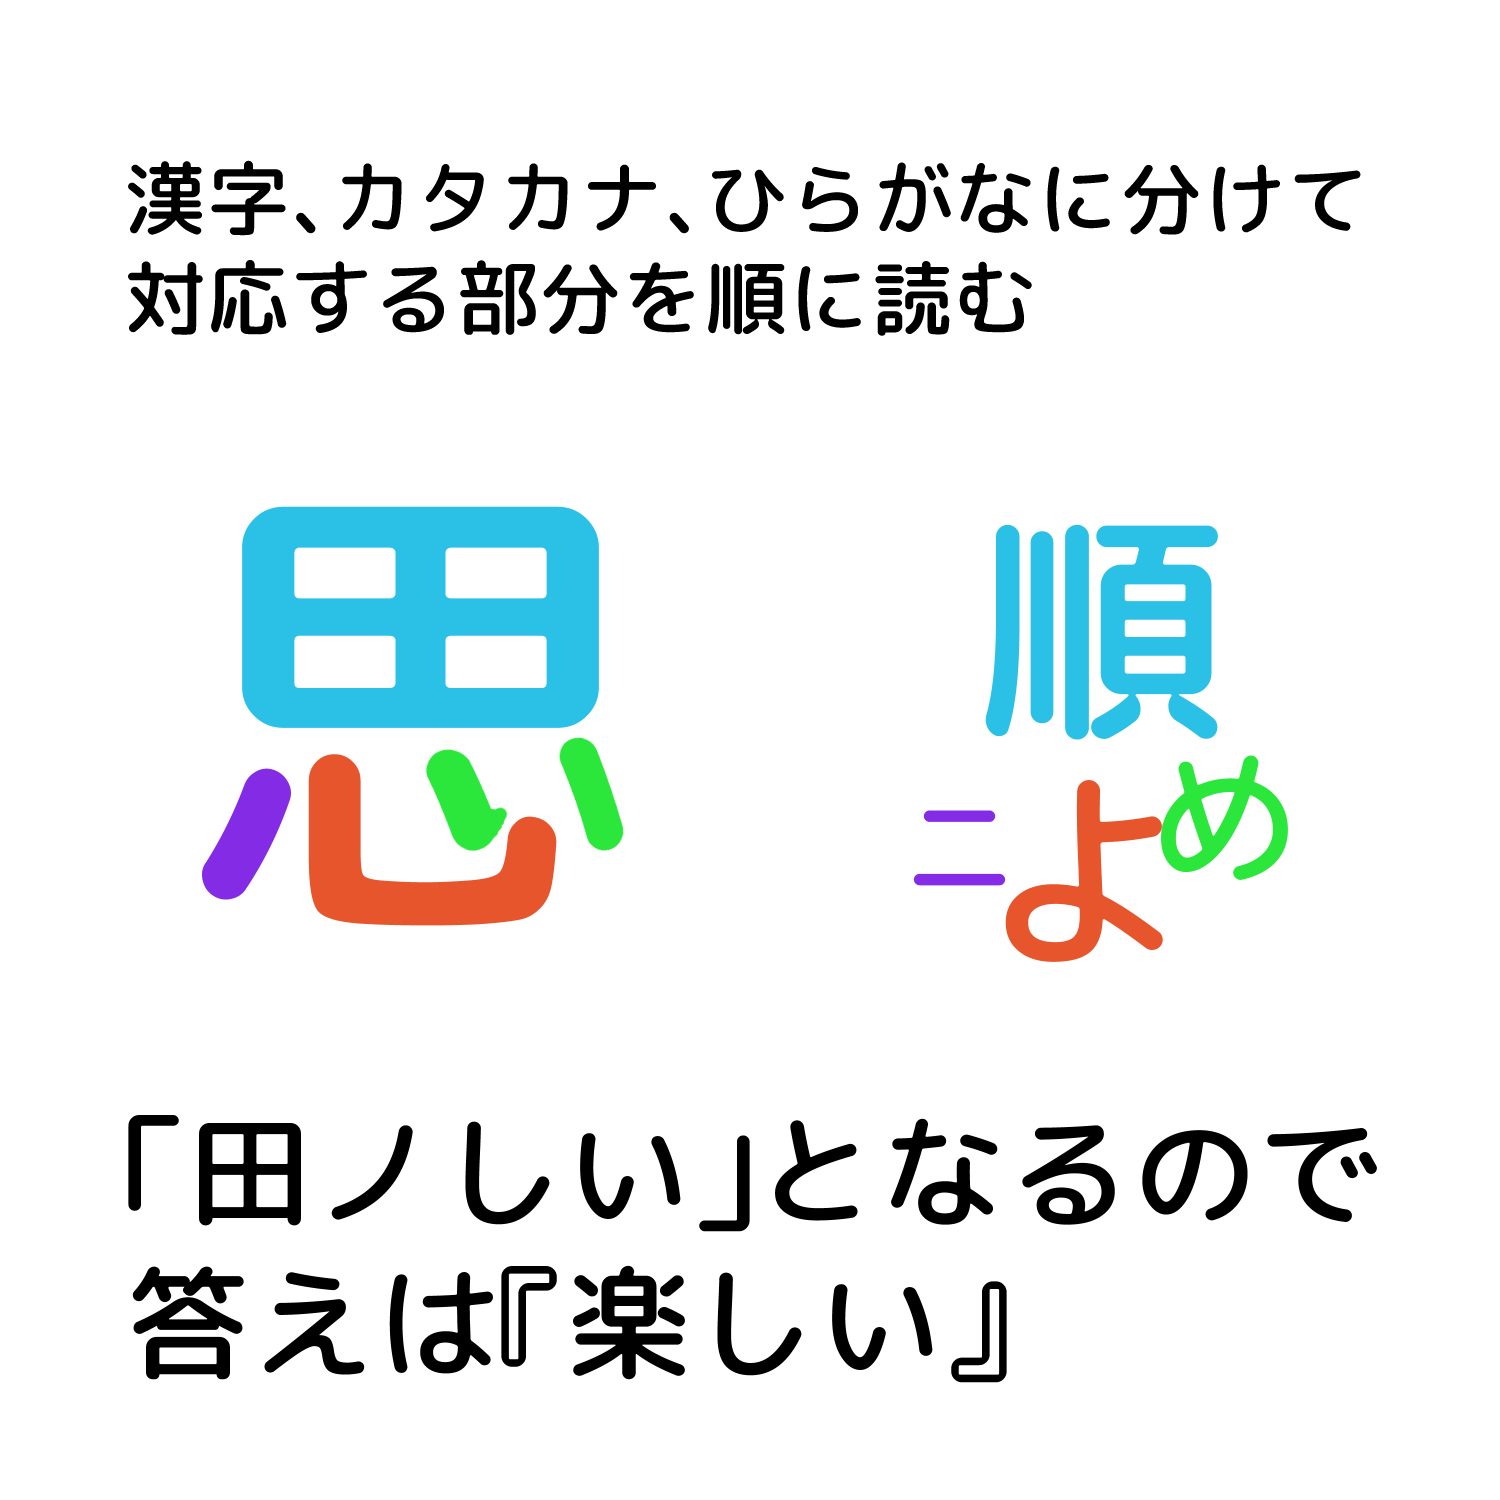 漢字、カタカナ、ひらがなに分けて
対応する部分を順に読む
思 順
ニよめ
「田ノしい」となるので
答えは『楽しい』